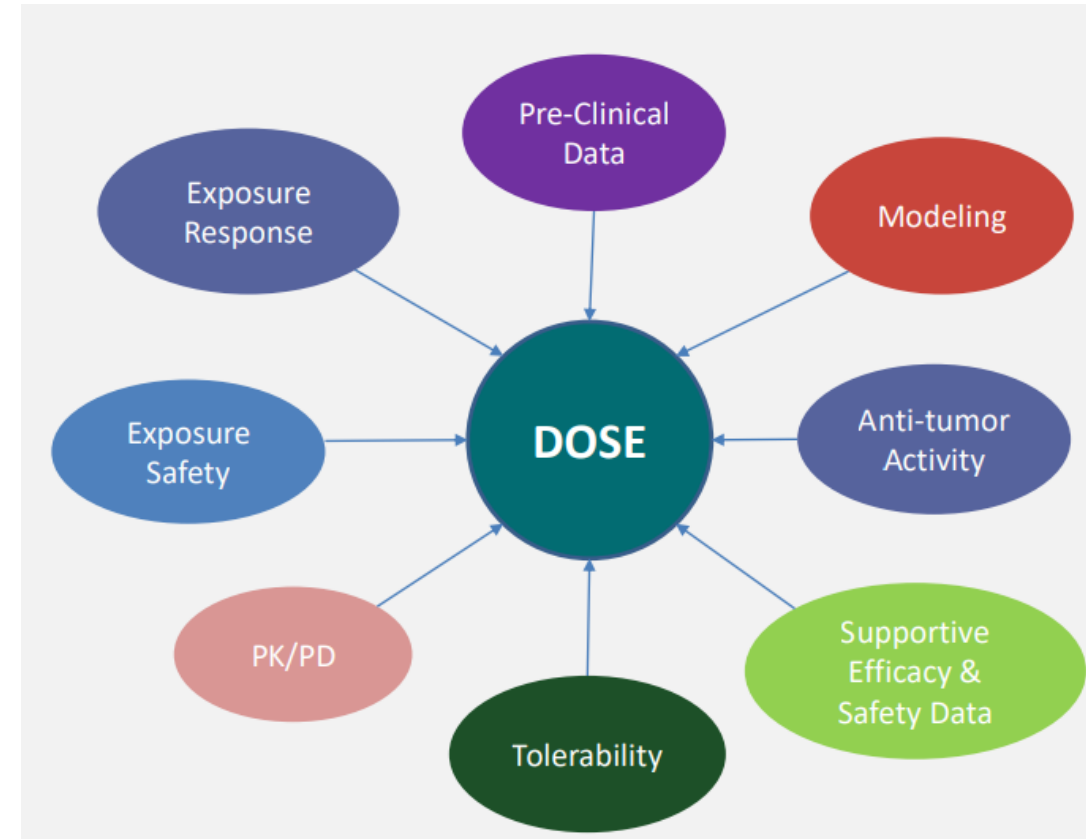 Pre-Clinical
Data
Exposure
Response
Modeling
Anti-tumor
Activity
DOSE
Exposure
Safety
PK/PD
Supportive
Efficacy &
Safety Data
Tolerability